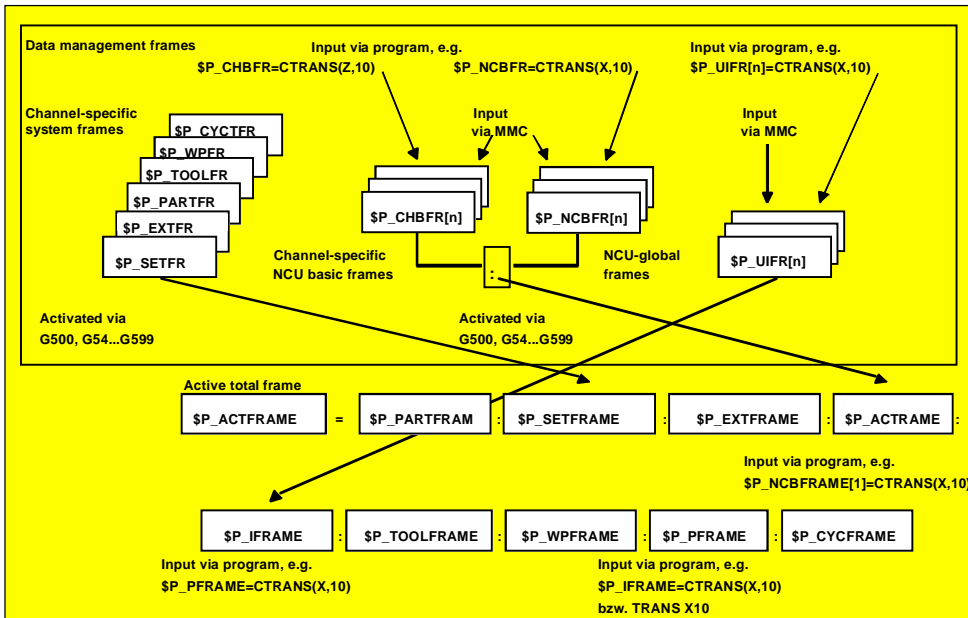 Data management frames
Input via program, e.g.
$P_CHBFR=CTRANS(Z,10)
$P_NCBFR=CTRANS(X,10)
Input via program, e.g.
$P_UIFR[n]=CTRANS(X,10)
Channel-specific
system frames
Input
via MMC
Input
via MMC
$P_CYCTFR
$P_WPFR
$P_TOOLFR
$P_PARTFR
$P_EXTFR
$P_SETFR
$P_CHBFR[n]
$P_NCBFR[n]
$P_UIFR[n]
Channel-specific
NCU basic frames
:
NCU-global
frames
Activated via
G500, G54...G599
Activated via
G500, G54...G599
Active total frame
$P_ACTFRAME = $P_PARTFRAM : $P_SETFRAME : $P_EXTFRAME : $P_ACTRAME :
Input via program, e.g.
$P_NCBFRAME[1]=CTRANS(X,10)
$P_IFRAME : $P_TOOLFRAME : $P_WPFRAME : $P_PFRAME : $P_CYCFRAME
Input via program, e.g.
$P_PFRAME=CTRANS(X,10)
Input via program, e.g.
$P_IFRAME=CTRANS(X,10)
bzw. TRANS X10